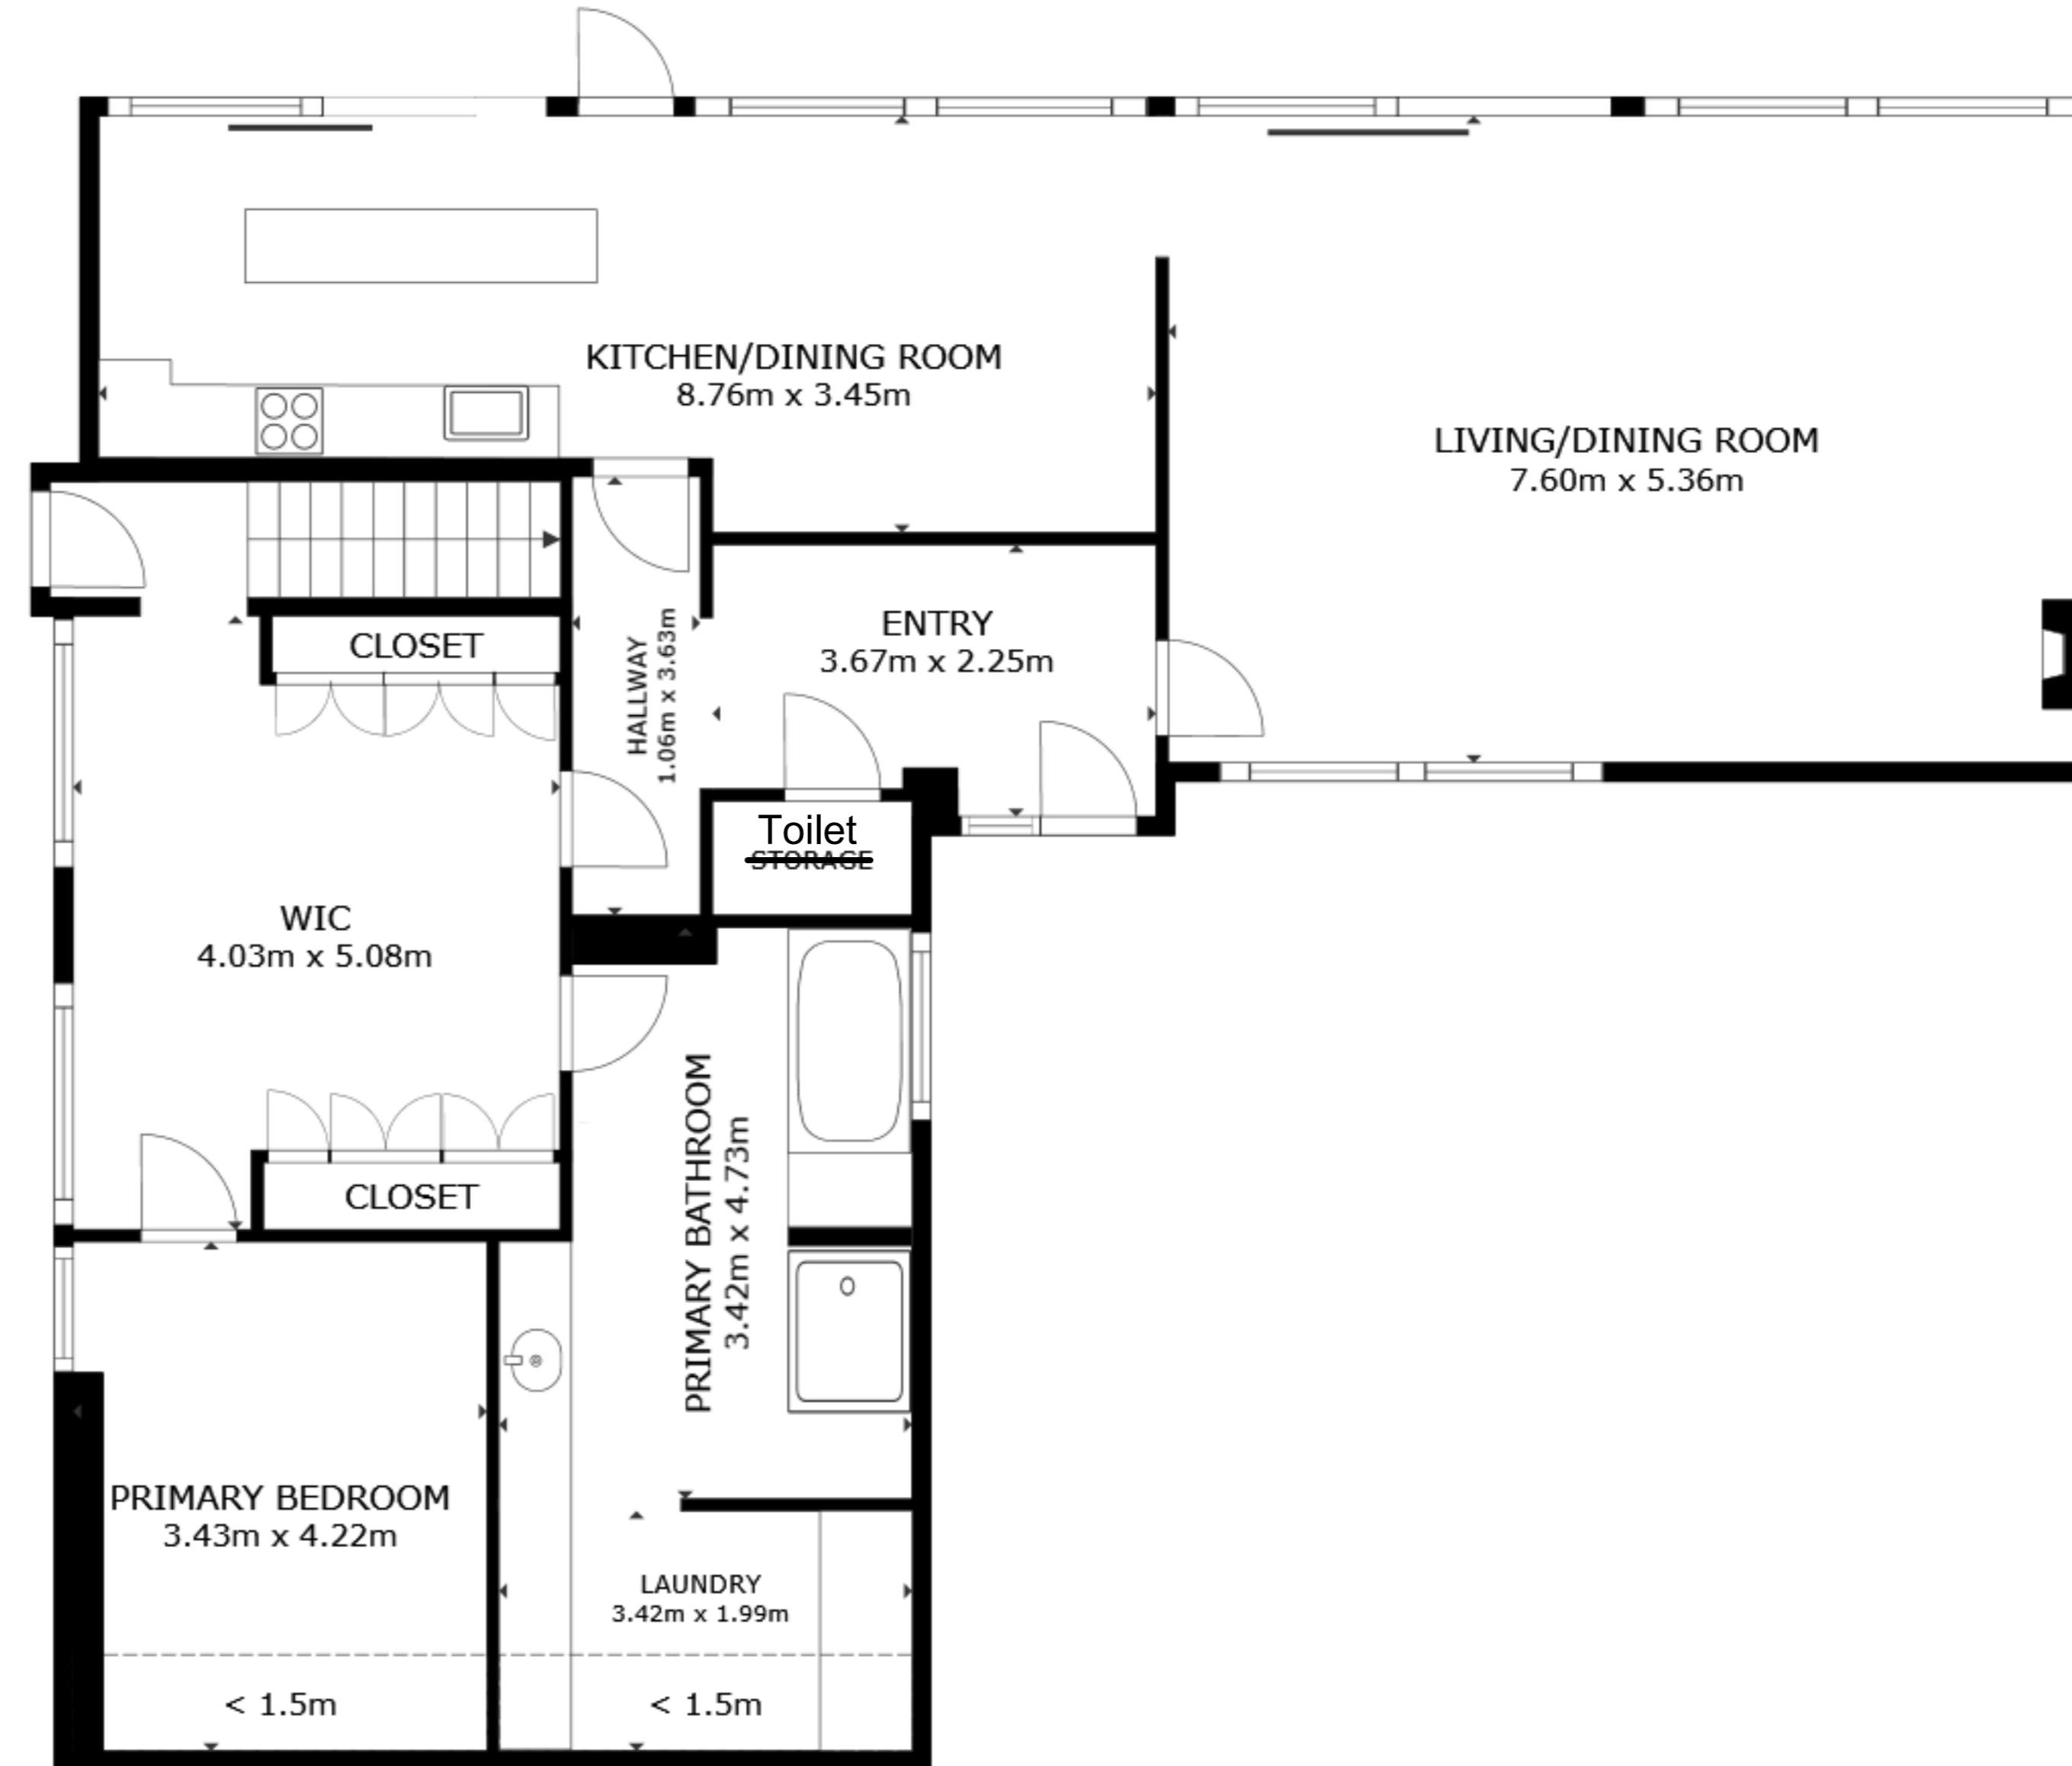 KITCHEN/DINING ROOM
8.76m x 3.45m
LIVING/DINING ROOM
7.60m x 5.36m
CLOSET
HALLWAY
1.06m x 3.63m
ENTRY
3.67m x 2.25m
Toilet
STORAGE
WIC
4.03m x 5.08m
CLOSET
PRIMARY BATHROOM
3.42m x 4.73m
PRIMARY BEDROOM
3.43m x 4.22m
LAUNDRY
3.42m x 1.99m
< 1.5m
< 1.5m